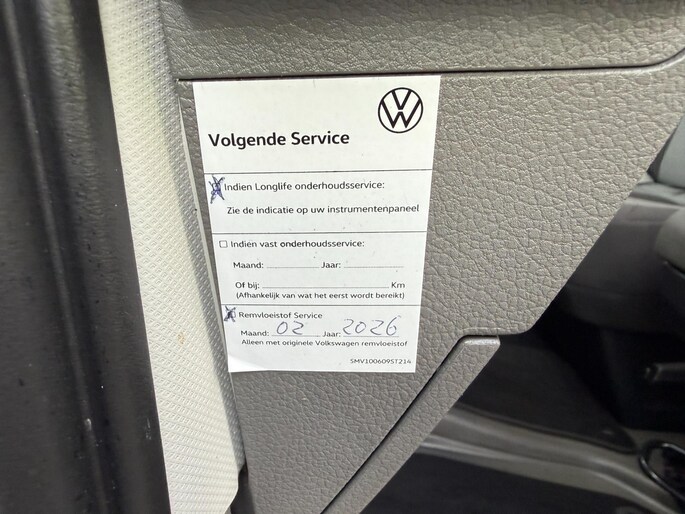 Volgende Service
Indien Longlife onderhoudsservice:
Zie de indicatie op uw instrumentenpaneel
Indien vast onderhoudsservice:
Maand: Jaar:
Of bij: Km
(Afhankelijk van wat het eerst wordt bereikt)
Remvloeistof Service
Maand: 02 Jaar: 2026
Alleen met originele Volkswagen remvloeistof
SMV100609ST214